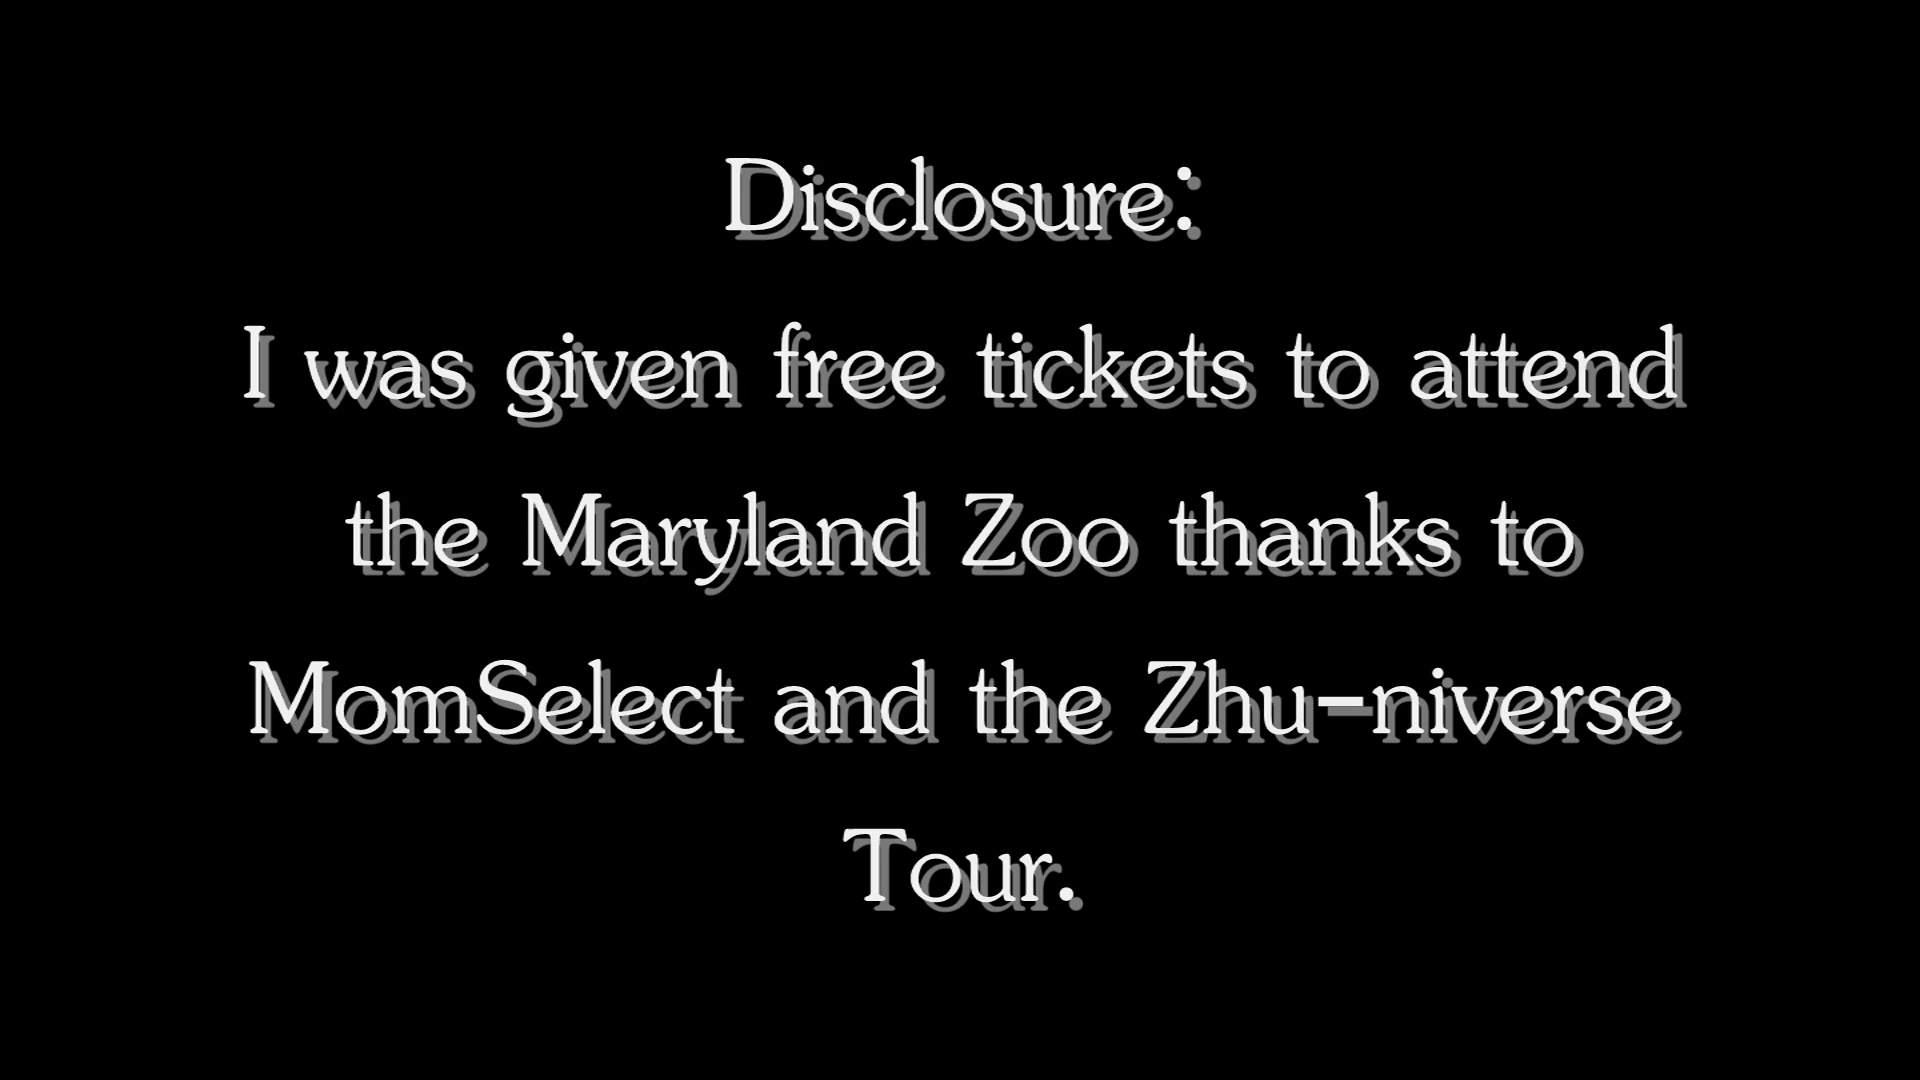 Disclosure:
I was given free tickets to attend
the Maryland Zoo thanks to
MomSelect and the Zhu-niverse
Tour.